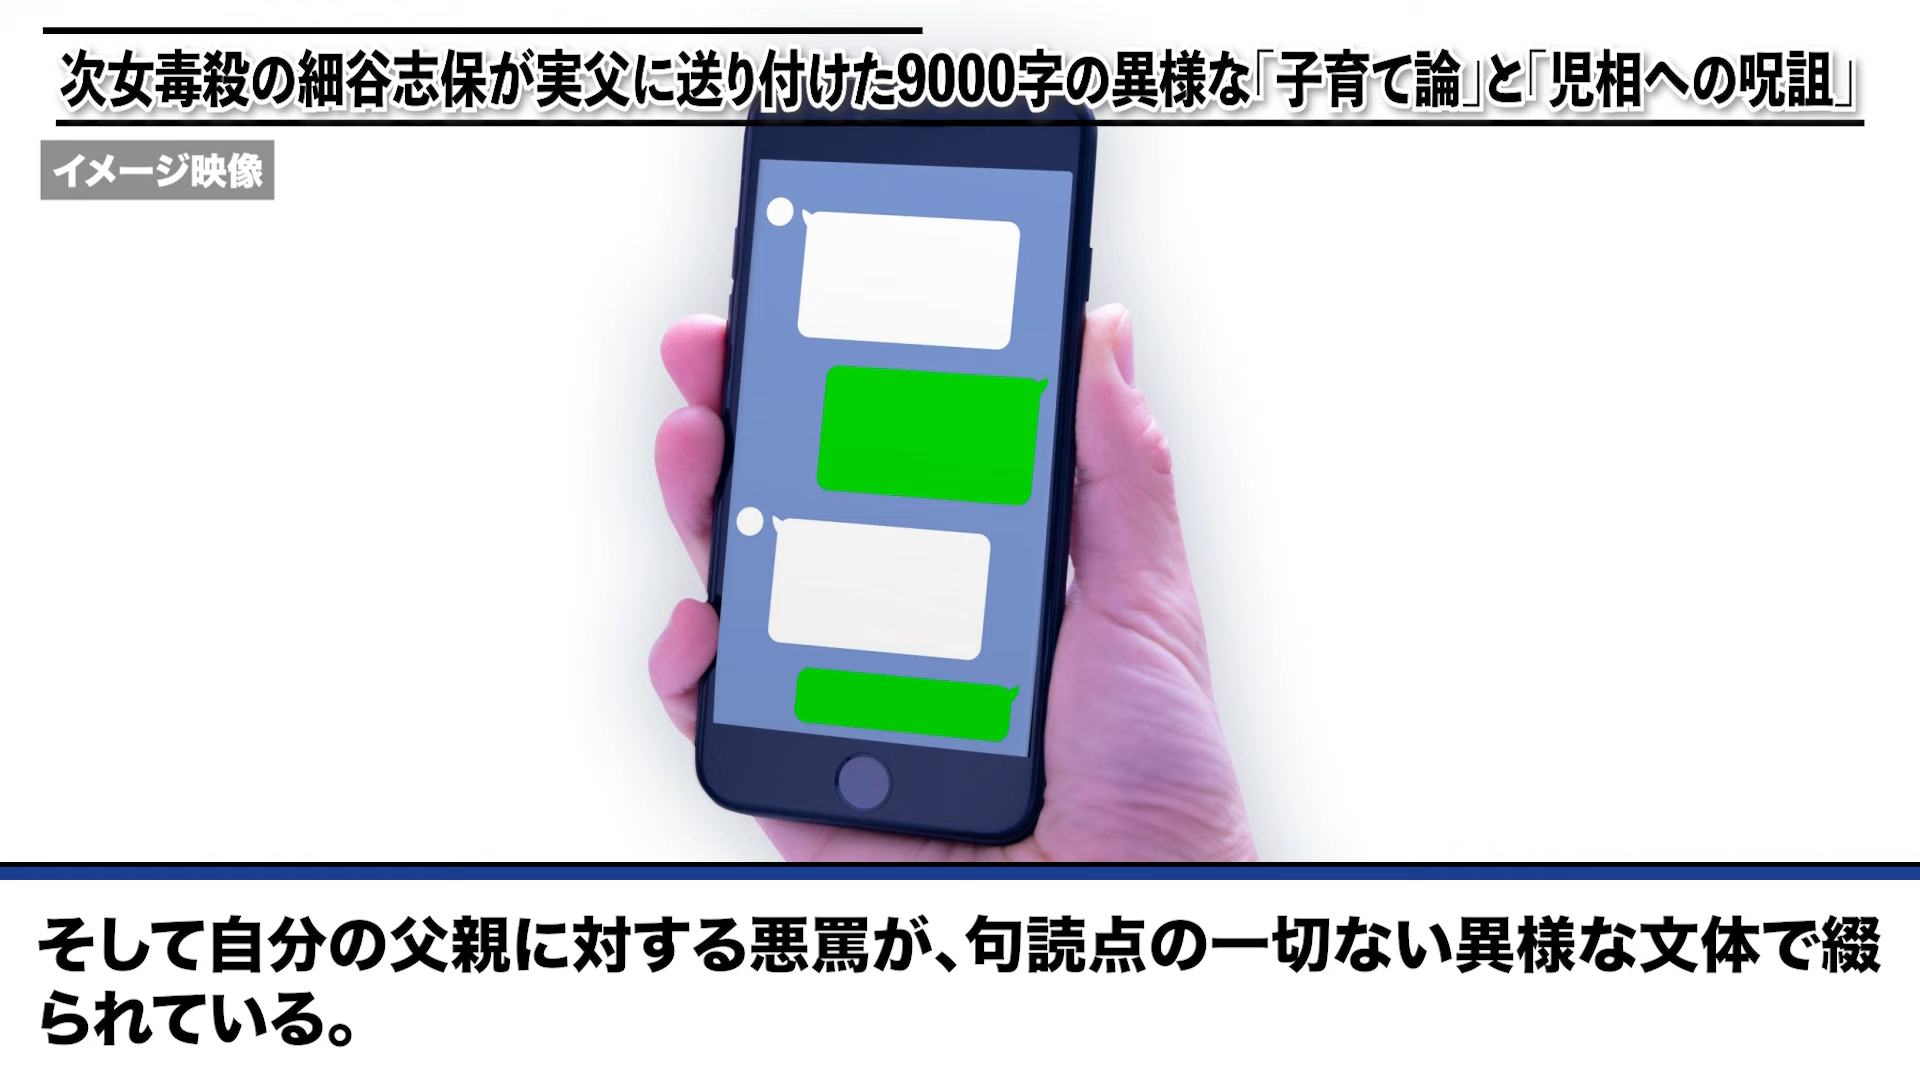 次女毒殺の細谷志保が実父に送り付けた9000字の異様な「子育て論」と「児相への呪詛」
イメージ映像
そして自分の父親に対する悪罵が、句読点の一切ない異様な文体で綴
られている。